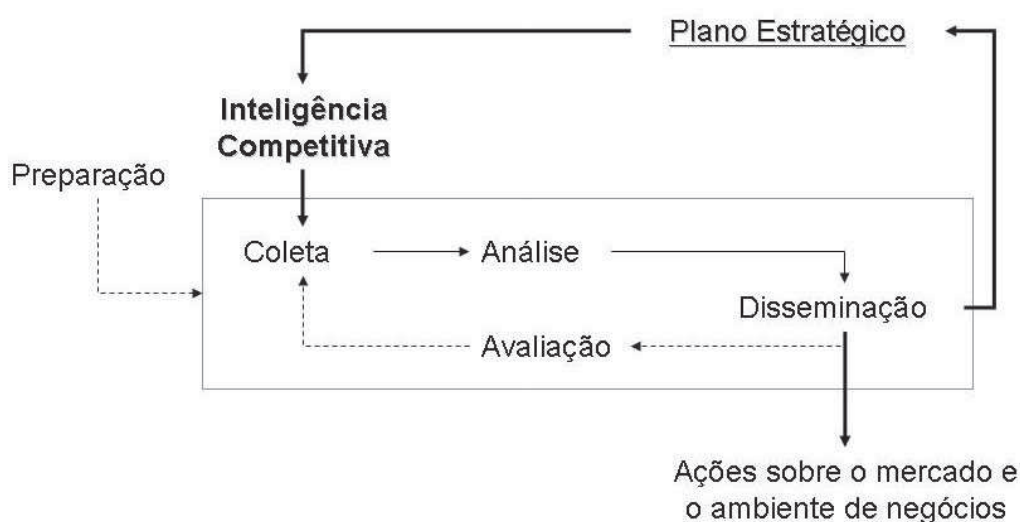 Plano Estratégico
Inteligência
Competitiva
Preparação
Coleta
Análise
Disseminação
Avaliação
Ações sobre o mercado e
o ambiente de negócios